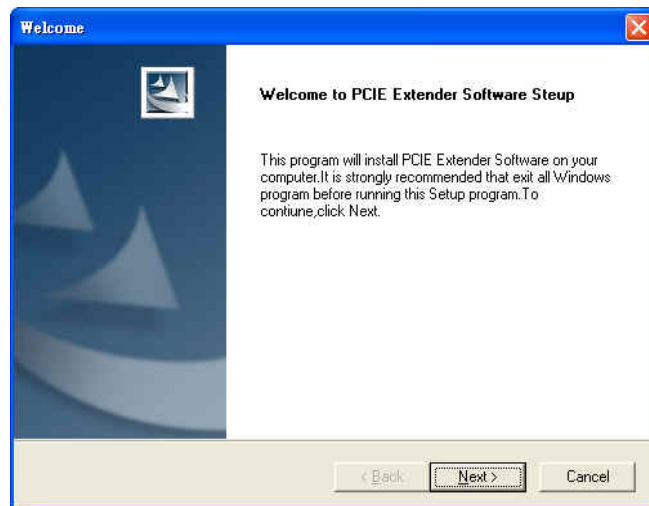 Welcome
Welcome to PCIE Extender Software Steup
This program will install PCIE Extender Software on your
computer.It is strongly recommended that exit all Windows
program before running this Setup program.To
contiune,click Next.
< Back
Next >
Cancel